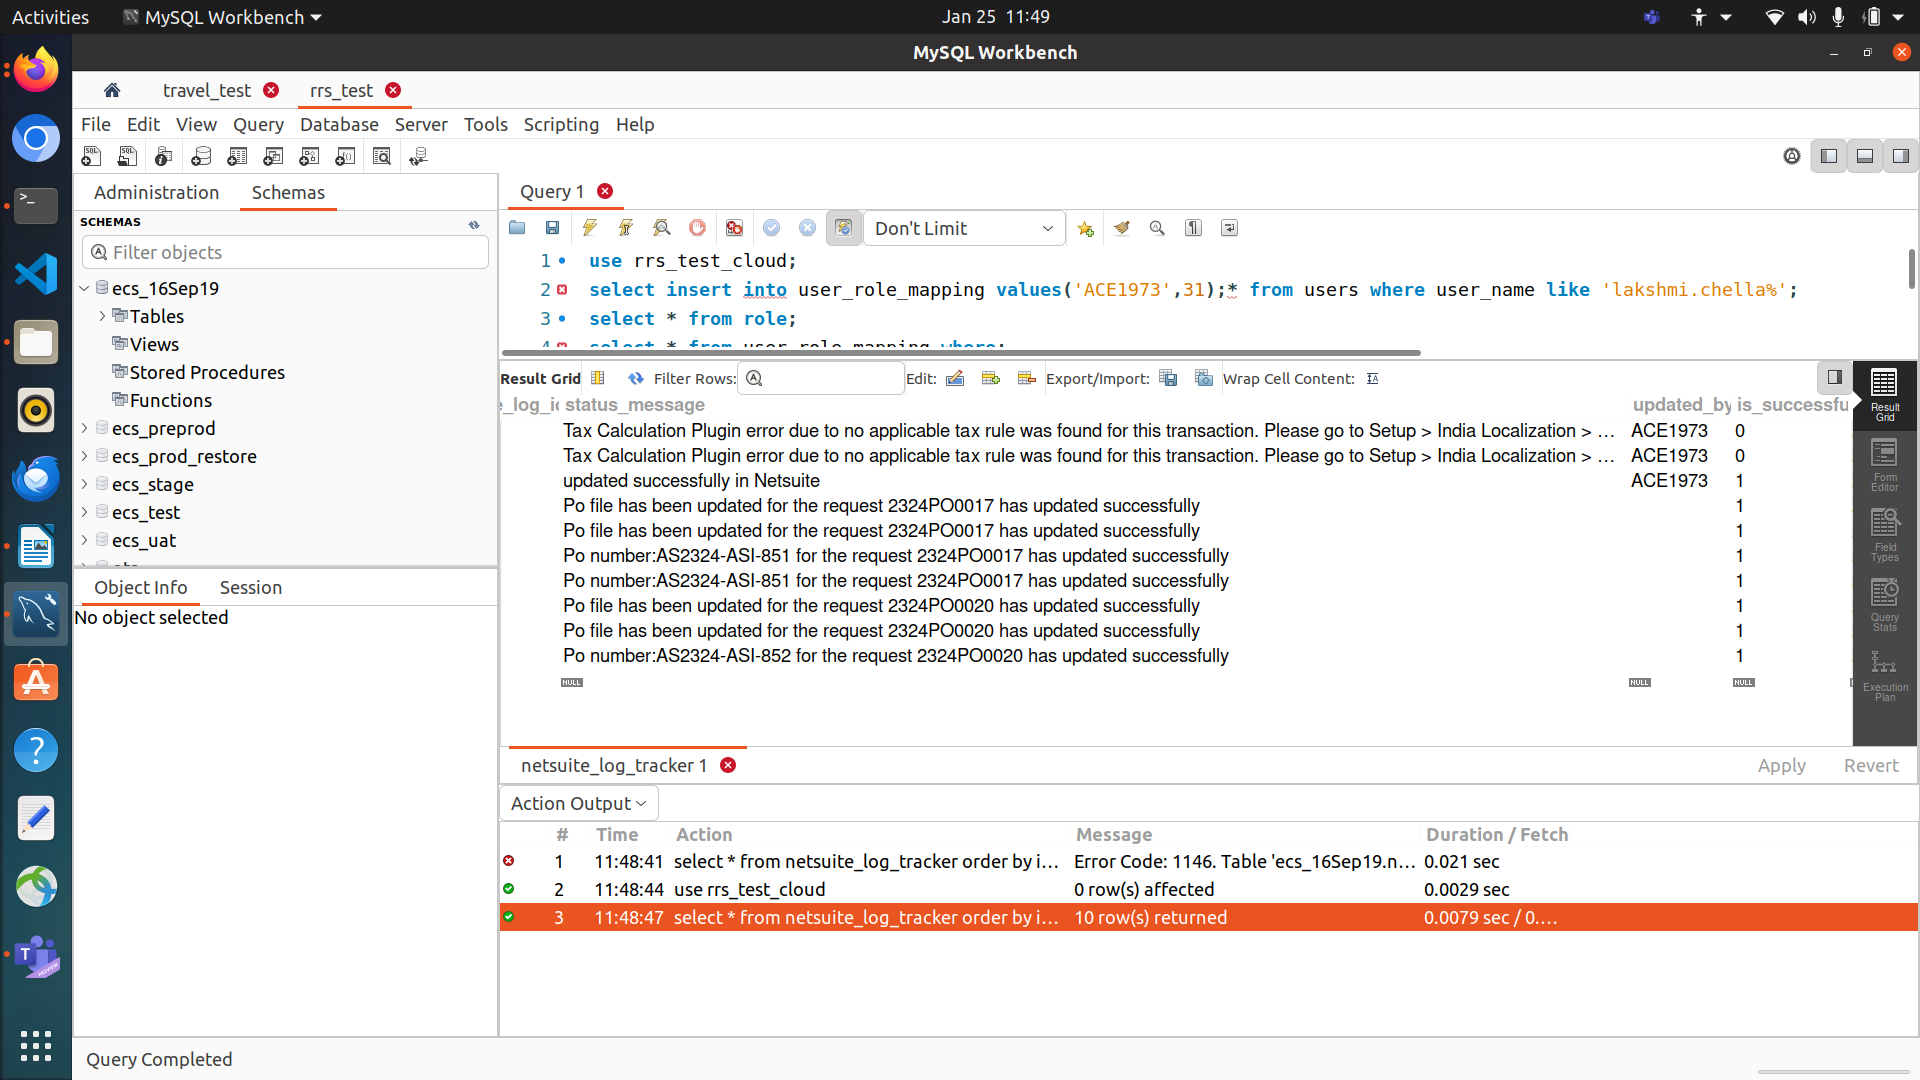 Activities
MySQL Workbench
Jan 25 11:49
MySQL Workbench
travel_test
rrs_test
File Edit View Query Database Server Tools Scripting Help
Administration Schemas
SCHEMAS
Filter objects
ecs_16Sep19
Tables
Views
Stored Procedures
Functions
ecs_preprod
ecs_prod_restore
ecs_stage
ecs_test
ecs_uat
Object Info Session
No object selected
Query 1
Don't Limit
1 use rrs_test_cloud;
2 select insert into user_role_mapping values('ACE1973',31);* from users where user_name like 'lakshmi.chella%';
3 select * from role;
4 select * from user_role_mapping where;
Result Grid Filter Rows: Edit: Export/Import: Wrap Cell Content:
e_log_ic status_message updated_by is_successfu
Tax Calculation Plugin error due to no applicable tax rule was found for this transaction. Please go to Setup > India Localization > ... ACE1973 0
Tax Calculation Plugin error due to no applicable tax rule was found for this transaction. Please go to Setup > India Localization > ... ACE1973 0
updated successfully in Netsuite ACE1973 1
Po file has been updated for the request 2324PO0017 has updated successfully 1
Po file has been updated for the request 2324PO0017 has updated successfully 1
Po number:AS2324-ASI-851 for the request 2324PO0017 has updated successfully 1
Po number:AS2324-ASI-851 for the request 2324PO0017 has updated successfully 1
Po file has been updated for the request 2324PO0020 has updated successfully 1
Po file has been updated for the request 2324PO0020 has updated successfully 1
Po number:AS2324-ASI-852 for the request 2324PO0020 has updated successfully 1
NULL NULL NULL
Result Grid
Form Editor
Field Types
Query Stats
Execution Plan
netsuite_log_tracker 1
Apply Revert
Action Output
# Time Action Message Duration / Fetch
1 11:48:41 select * from netsuite_log_tracker order by i... Error Code: 1146. Table 'ecs_16Sep19.n... 0.021 sec
2 11:48:44 use rrs_test_cloud 0 row(s) affected 0.0029 sec
3 11:48:47 select * from netsuite_log_tracker order by i... 10 row(s) returned 0.0079 sec / 0....
Query Completed